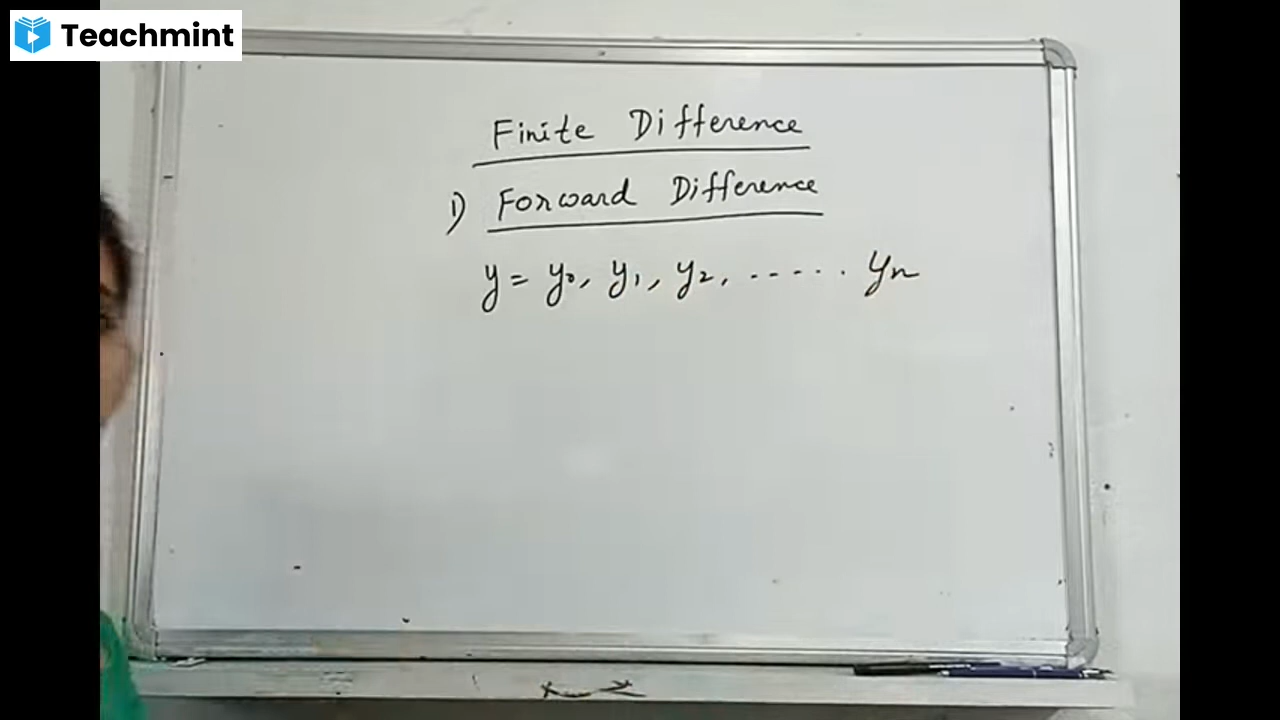 Teachmint
Finite Difference
1) Forward Difference
y = y₀, y₁, y₂, ..... yₙ